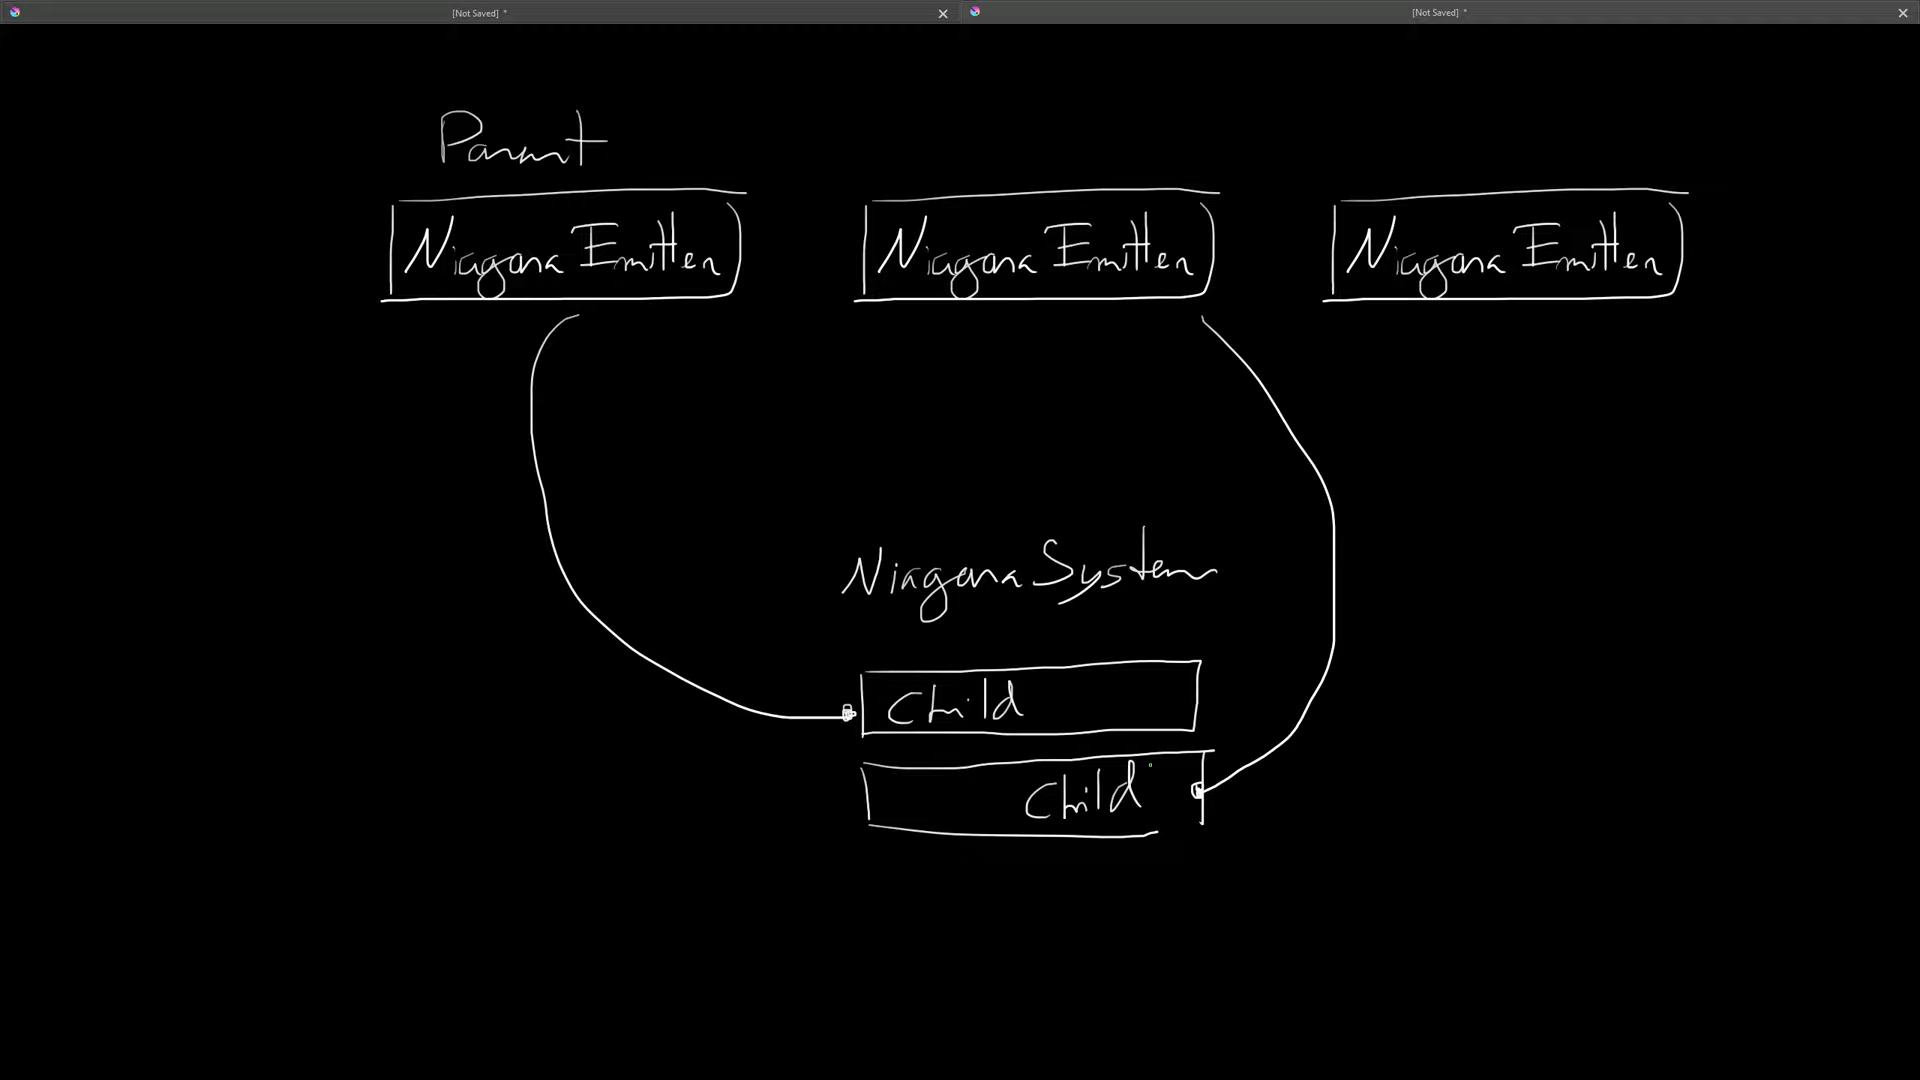 [Not Saved] *
[Not Saved] *
Parent
Niagara Emitter
Niagara Emitter
Niagara Emitter
Niagara System
Child
Child